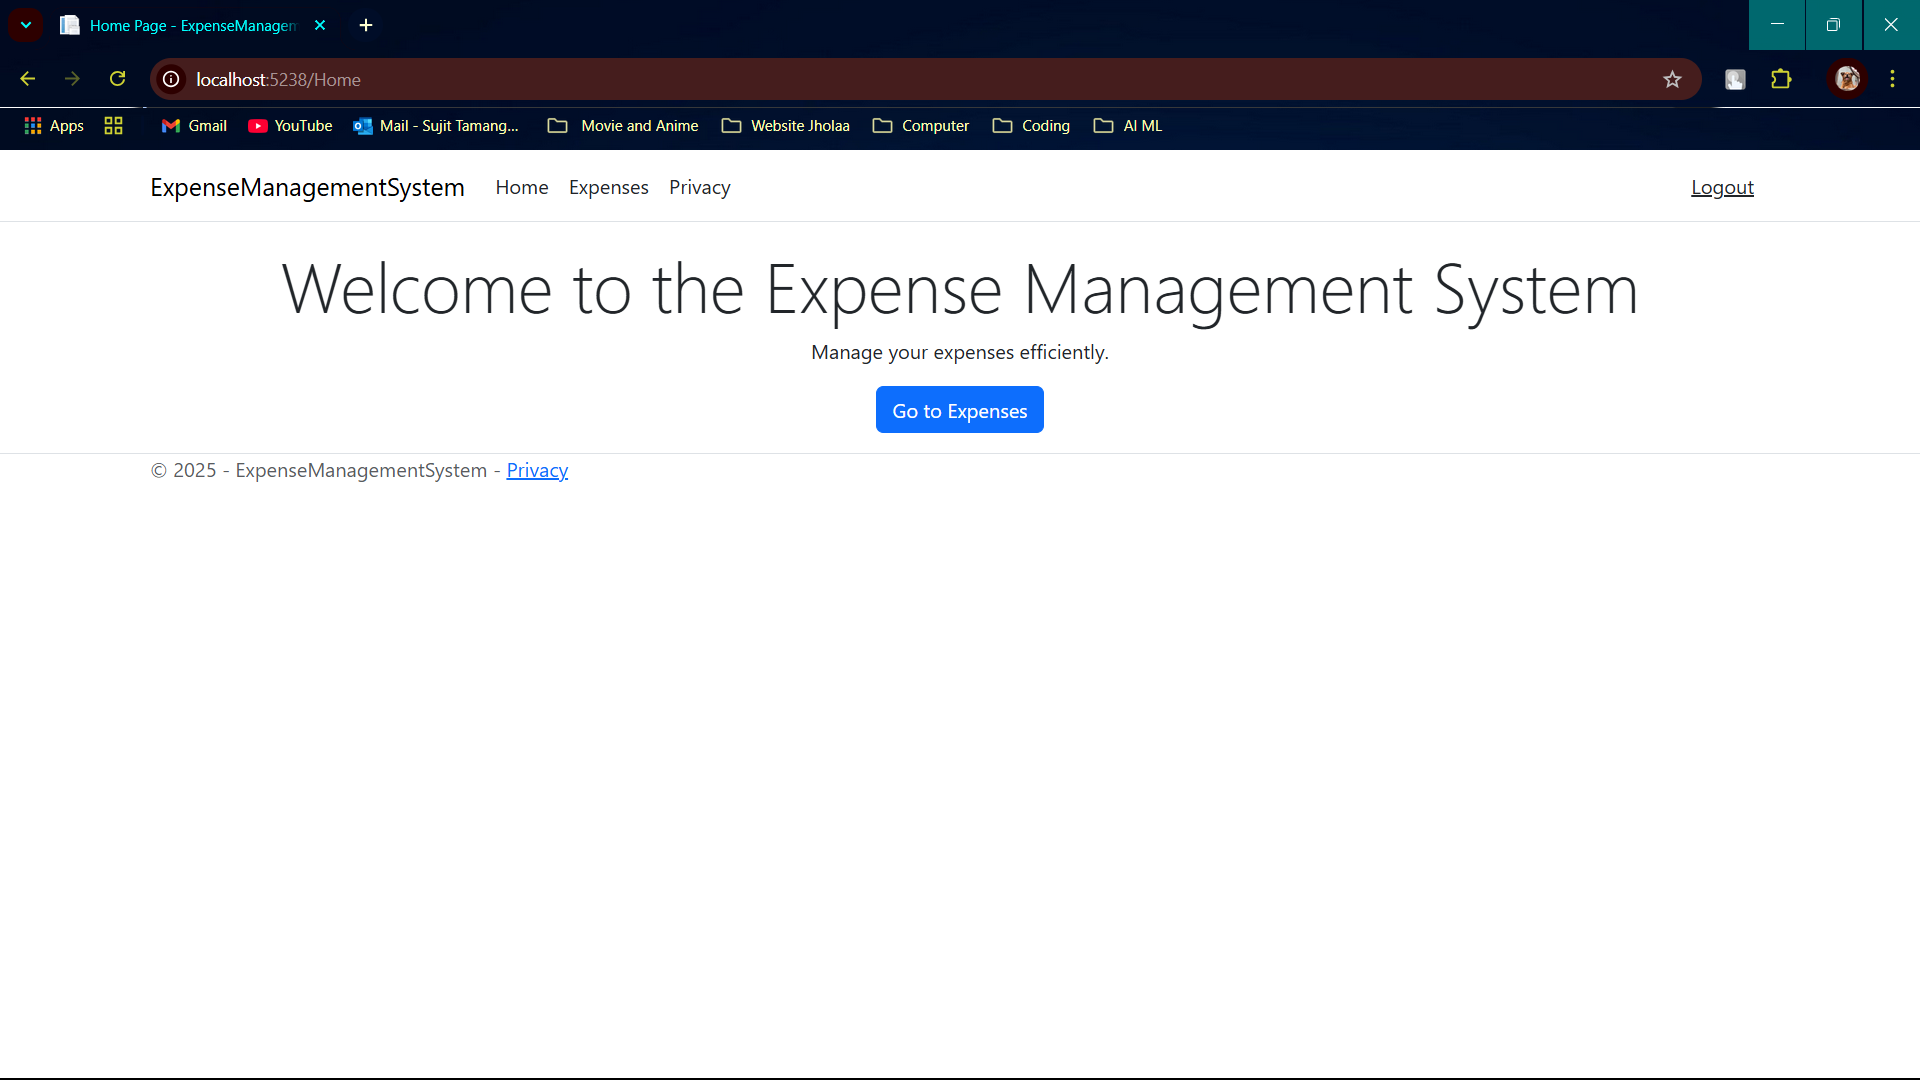 Home Page - ExpenseManagem
localhost:5238/Home
Apps Gmail YouTube Mail - Sujit Tamang... Movie and Anime Website Jholaa Computer Coding AI ML
ExpenseManagementSystem Home Expenses Privacy Logout
Welcome to the Expense Management System
Manage your expenses efficiently.
Go to Expenses
© 2025 - ExpenseManagementSystem - Privacy